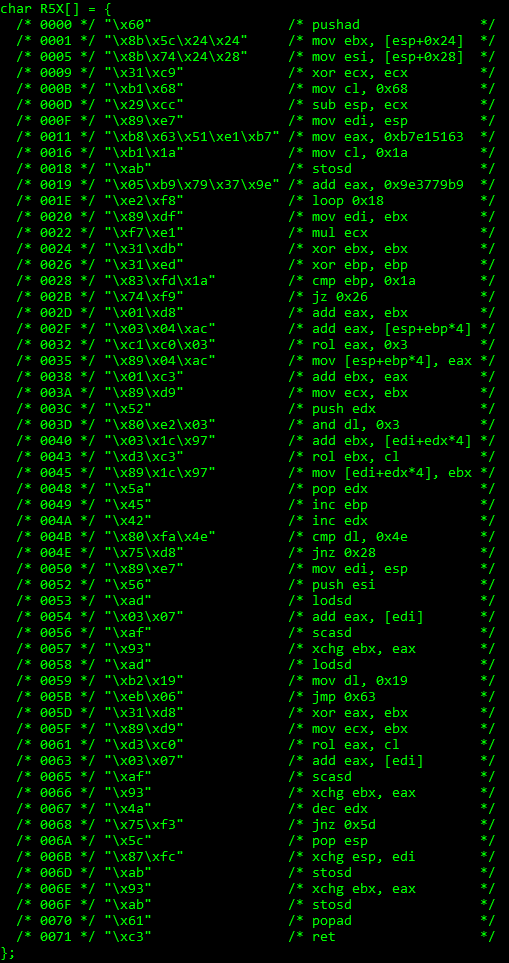 char R5X[] = {
  /* 0000 */ "\x60"                 /* pushad               */
  /* 0001 */ "\x8b\x5c\x24\x24"     /* mov ebx, [esp+0x24]  */
  /* 0005 */ "\x8b\x74\x24\x28"     /* mov esi, [esp+0x28]  */
  /* 0009 */ "\x31\xc9"             /* xor ecx, ecx         */
  /* 000B */ "\xb1\x68"             /* mov cl, 0x68         */
  /* 000D */ "\x29\xcc"             /* sub esp, ecx         */
  /* 000F */ "\x89\xe7"             /* mov edi, esp         */
  /* 0011 */ "\xb8\x63\x51\xe1\xb7" /* mov eax, 0xb7e15163  */
  /* 0016 */ "\xb1\x1a"             /* mov cl, 0x1a         */
  /* 0018 */ "\xab"                 /* stosd                */
  /* 0019 */ "\x05\xb9\x79\x37\x9e" /* add eax, 0x9e3779b9  */
  /* 001E */ "\xe2\xf8"             /* loop 0x18            */
  /* 0020 */ "\x89\xdf"             /* mov edi, ebx         */
  /* 0022 */ "\xf7\xe1"             /* mul ecx              */
  /* 0024 */ "\x31\xdb"             /* xor ebx, ebx         */
  /* 0026 */ "\x31\xed"             /* xor ebp, ebp         */
  /* 0028 */ "\x83\xfd\x1a"         /* cmp ebp, 0x1a        */
  /* 002B */ "\x74\xf9"             /* jz 0x26              */
  /* 002D */ "\x01\xd8"             /* add eax, ebx         */
  /* 002F */ "\x03\x04\xac"         /* add eax, [esp+ebp*4] */
  /* 0032 */ "\xc1\xc0\x03"         /* rol eax, 0x3         */
  /* 0035 */ "\x89\x04\xac"         /* mov [esp+ebp*4], eax */
  /* 0038 */ "\x01\xc3"             /* add ebx, eax         */
  /* 003A */ "\x89\xd9"             /* mov ecx, ebx         */
  /* 003C */ "\x52"                 /* push edx             */
  /* 003D */ "\x80\xe2\x03"         /* and dl, 0x3          */
  /* 0040 */ "\x03\x1c\x97"         /* add ebx, [edi+edx*4] */
  /* 0043 */ "\xd3\xc3"             /* rol ebx, cl          */
  /* 0045 */ "\x89\x1c\x97"         /* mov [edi+edx*4], ebx */
  /* 0048 */ "\x5a"                 /* pop edx              */
  /* 0049 */ "\x45"                 /* inc ebp              */
  /* 004A */ "\x42"                 /* inc edx              */
  /* 004B */ "\x80\xfa\x4e"         /* cmp dl, 0x4e         */
  /* 004E */ "\x75\xd8"             /* jnz 0x28             */
  /* 0050 */ "\x89\xe7"             /* mov edi, esp         */
  /* 0052 */ "\x56"                 /* push esi             */
  /* 0053 */ "\xad"                 /* lodsd                */
  /* 0054 */ "\x03\x07"             /* add eax, [edi]       */
  /* 0056 */ "\xaf"                 /* scasd                */
  /* 0057 */ "\x93"                 /* xchg ebx, eax        */
  /* 0058 */ "\xad"                 /* lodsd                */
  /* 0059 */ "\xb2\x19"             /* mov dl, 0x19         */
  /* 005B */ "\xeb\x06"             /* jmp 0x63             */
  /* 005D */ "\x31\xd8"             /* xor eax, ebx         */
  /* 005F */ "\x89\xd9"             /* mov ecx, ebx         */
  /* 0061 */ "\xd3\xc0"             /* rol eax, cl          */
  /* 0063 */ "\x03\x07"             /* add eax, [edi]       */
  /* 0065 */ "\xaf"                 /* scasd                */
  /* 0066 */ "\x93"                 /* xchg ebx, eax        */
  /* 0067 */ "\x4a"                 /* dec edx              */
  /* 0068 */ "\x75\xf3"             /* jnz 0x5d             */
  /* 006A */ "\x5c"                 /* pop esp              */
  /* 006B */ "\x87\xfc"             /* xchg esp, edi        */
  /* 006D */ "\xab"                 /* stosd                */
  /* 006E */ "\x93"                 /* xchg ebx, eax        */
  /* 006F */ "\xab"                 /* stosd                */
  /* 0070 */ "\x61"                 /* popad                */
  /* 0071 */ "\xc3"                 /* ret                  */
};